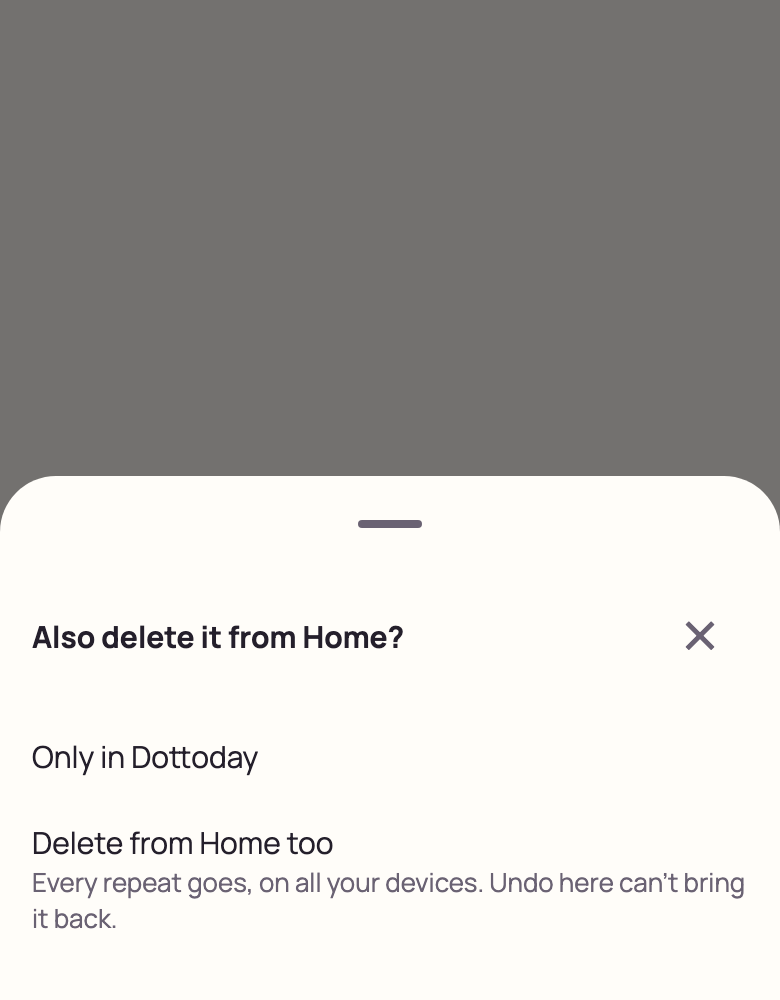 Also delete it from Home?
Only in Dottoday
Delete from Home too
Every repeat goes, on all your devices. Undo here can’t bring
it back.